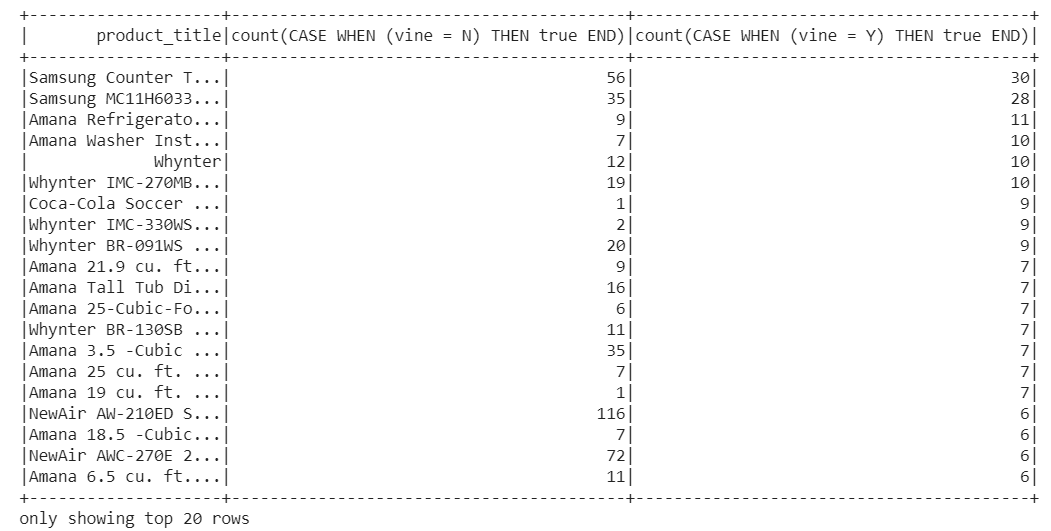 +--------------------+----------------------------------------+----------------------------------------+
|       product_title|count(CASE WHEN (vine = N) THEN true END)|count(CASE WHEN (vine = Y) THEN true END)|
+--------------------+----------------------------------------+----------------------------------------+
|Samsung Counter T...|                                      56|                                      30|
|Samsung MC11H6033...|                                      35|                                      28|
|Amana Refrigerato...|                                       9|                                      11|
|Amana Washer Inst...|                                       7|                                      10|
|             Whynter|                                      12|                                      10|
|Whynter IMC-270MB...|                                      19|                                      10|
|Coca-Cola Soccer ...|                                       1|                                       9|
|Whynter IMC-330WS...|                                       2|                                       9|
|Whynter BR-091WS ...|                                      20|                                       9|
|Amana 21.9 cu. ft...|                                       9|                                       7|
|Amana Tall Tub Di...|                                      16|                                       7|
|Amana 25-Cubic-Fo...|                                       6|                                       7|
|Whynter BR-130SB ...|                                      11|                                       7|
|Amana 3.5 -Cubic ...|                                      35|                                       7|
|Amana 25 cu. ft. ...|                                       7|                                       7|
|Amana 19 cu. ft. ...|                                       1|                                       7|
|NewAir AW-210ED S...|                                     116|                                       6|
|Amana 18.5 -Cubic...|                                       7|                                       6|
|NewAir AWC-270E 2...|                                      72|                                       6|
|Amana 6.5 cu. ft....|                                      11|                                       6|
+--------------------+----------------------------------------+----------------------------------------+
only showing top 20 rows